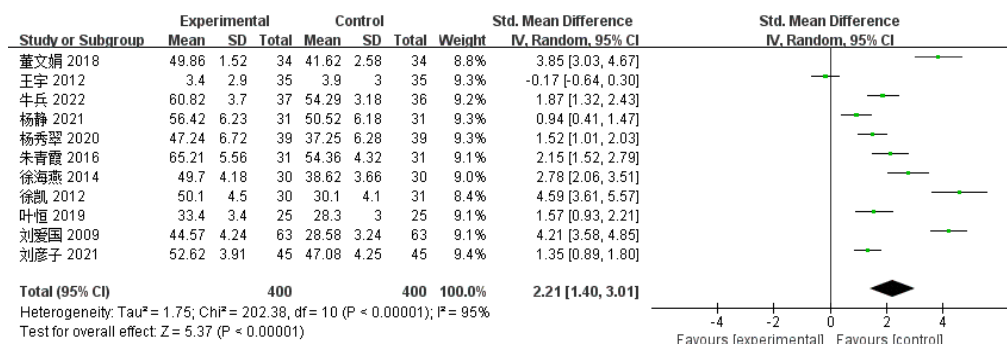 Experimental Control Std. Mean Difference Std. Mean Difference
Study or Subgroup Mean SD Total Mean SD Total Weight IV, Random, 95% CI IV, Random, 95% CI
董文娟 2018 49.86 1.52 34 41.62 2.58 34 8.8% 3.85 [3.03, 4.67]
王宇 2012 3.4 2.9 35 3.9 3 35 9.3% -0.17 [-0.64, 0.30]
牛兵 2022 60.82 3.7 37 54.29 3.18 36 9.2% 1.87 [1.32, 2.43]
杨静 2021 56.42 6.23 31 50.52 6.18 31 9.2% 0.94 [0.41, 1.47]
杨秀翠 2020 47.24 6.72 39 37.25 6.28 39 9.2% 1.52 [1.01, 2.03]
朱青霞 2016 65.21 5.56 31 54.36 4.32 31 9.1% 2.15 [1.52, 2.79]
徐海燕 2014 49.7 4.18 30 38.62 3.66 30 9.0% 2.78 [2.06, 3.51]
徐凯 2012 50.1 4.5 30 30.1 4.1 31 8.5% 4.59 [3.61, 5.57]
叶恒 2019 33.4 3.4 25 28.3 3 25 9.1% 1.57 [0.93, 2.21]
刘爱国 2009 44.57 4.24 63 28.58 3.24 63 9.1% 4.21 [3.58, 4.85]
刘彦子 2021 52.62 3.91 45 47.08 4.25 45 9.3% 1.35 [0.89, 1.80]
Total (95% CI) 400 400 100.0% 2.21 [1.40, 3.01]
Heterogeneity: Tau² = 1.75; Chi² = 202.38, df = 10 (P < 0.00001); I² = 95%
Test for overall effect: Z = 5.37 (P < 0.00001)
-4 -2 0 2 4
Favours [experimental] Favours [control]